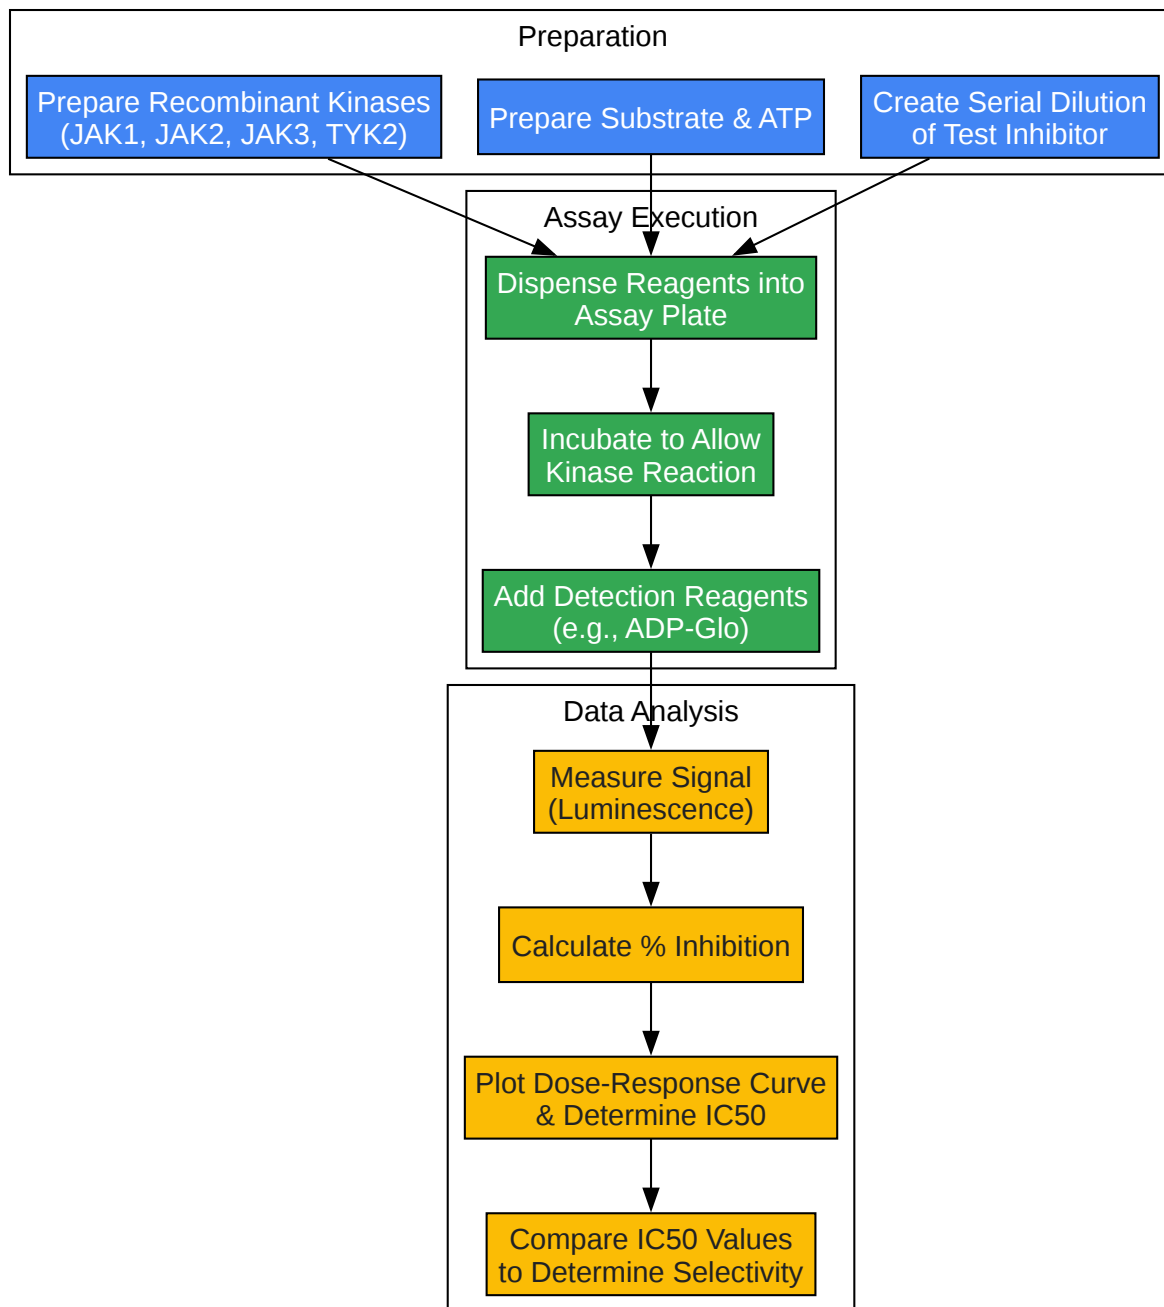 Preparation
Prepare Recombinant Kinases
(JAK1, JAK2, JAK3, TYK2)
Prepare Substrate & ATP
Create Serial Dilution
of Test Inhibitor
Assay Execution
Dispense Reagents into
Assay Plate
Incubate to Allow
Kinase Reaction
Add Detection Reagents
(e.g., ADP-Glo)
Data Analysis
Measure Signal
(Luminescence)
Calculate % Inhibition
Plot Dose-Response Curve
& Determine IC50
Compare IC50 Values
to Determine Selectivity